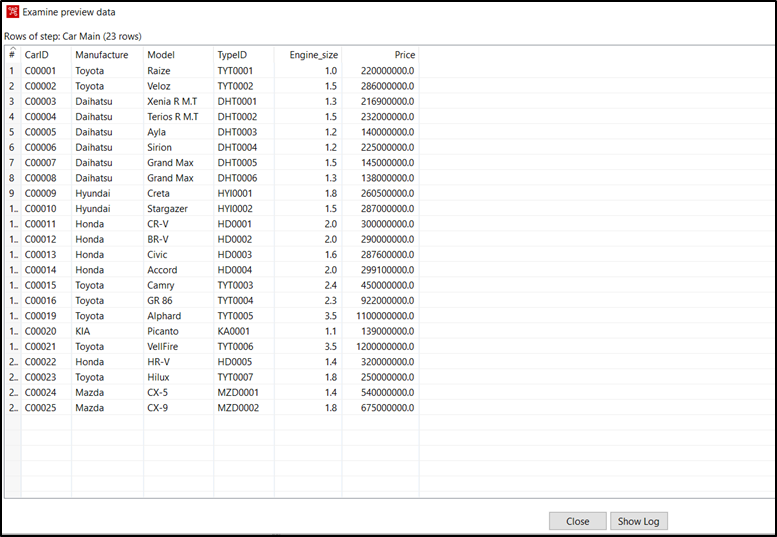 Examine preview data
Rows of step: Car Main (23 rows)
# CarID Manufacture Model TypeID Engine_size Price
1 C00001 Toyota Raize TYT0001 1.0 220000000.0
2 C00002 Toyota Veloz TYT0002 1.5 286000000.0
3 C00003 Daihatsu Xenia R M.T DHT0001 1.3 216900000.0
4 C00004 Daihatsu Terios R M.T DHT0002 1.5 232000000.0
5 C00005 Daihatsu Ayla DHT0003 1.2 140000000.0
6 C00006 Daihatsu Sirion DHT0004 1.2 225000000.0
7 C00007 Daihatsu Grand Max DHT0005 1.5 145000000.0
8 C00008 Daihatsu Grand Max DHT0006 1.3 138000000.0
9 C00009 Hyundai Creta HYI0001 1.8 260500000.0
1... C00010 Hyundai Stargazer HYI0002 1.5 287000000.0
1... C00011 Honda CR-V HD0001 2.0 300000000.0
1... C00012 Honda BR-V HD0002 2.0 290000000.0
1... C00013 Honda Civic HD0003 1.6 287600000.0
1... C00014 Honda Accord HD0004 2.0 299100000.0
1... C00015 Toyota Camry TYT0003 2.4 450000000.0
1... C00016 Toyota GR 86 TYT0004 2.3 922000000.0
1... C00019 Toyota Alphard TYT0005 3.5 1100000000.0
1... C00020 KIA Picanto KA0001 1.1 139000000.0
1... C00021 Toyota VellFire TYT0006 3.5 1200000000.0
2... C00022 Honda HR-V HD0005 1.4 320000000.0
2... C00023 Toyota Hilux TYT0007 1.8 250000000.0
2... C00024 Mazda CX-5 MZD0001 1.4 540000000.0
2... C00025 Mazda CX-9 MZD0002 1.8 675000000.0
Close Show Log